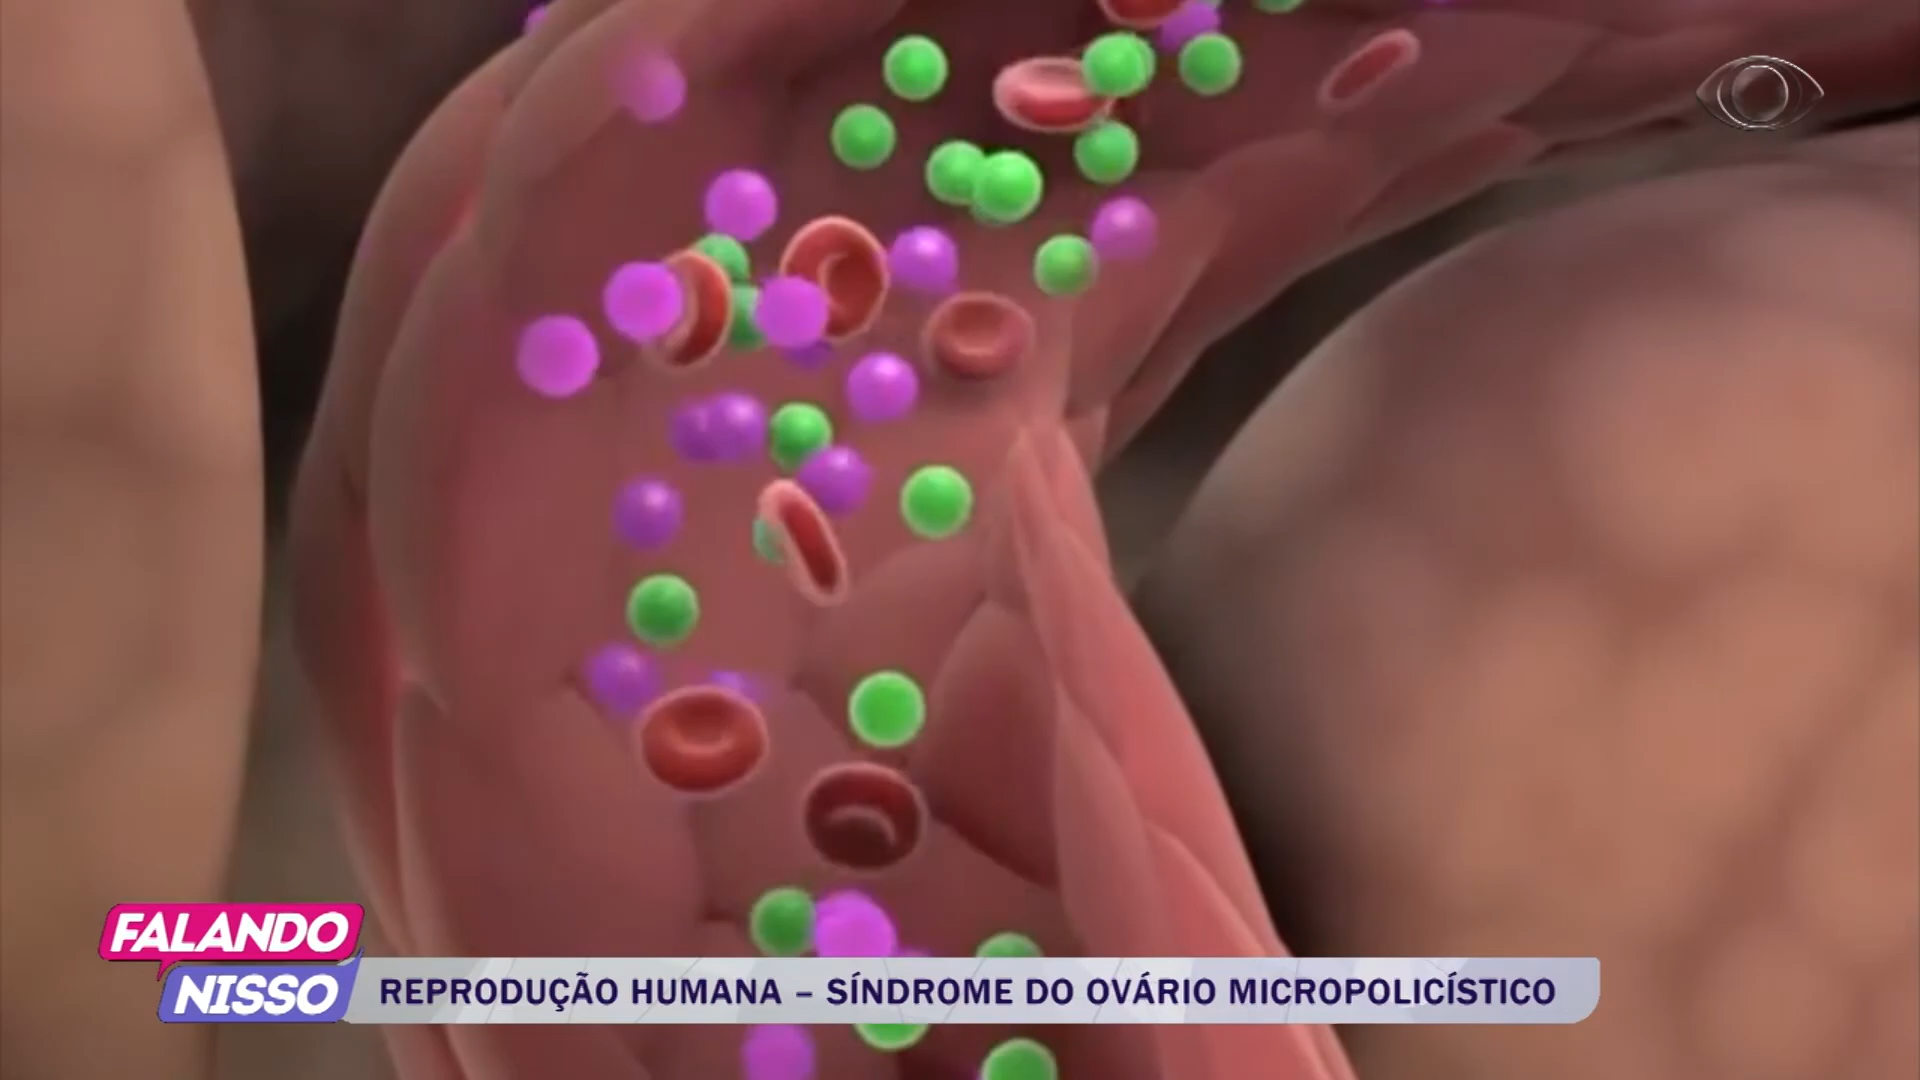 FALANDO
NISSO
REPRODUÇÃO HUMANA – SÍNDROME DO OVÁRIO MICROPOLICÍSTICO